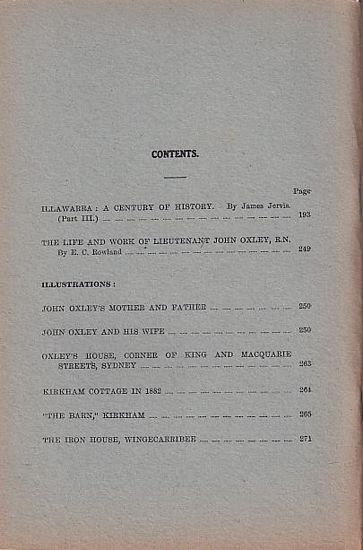 CONTENTS.
Page
ILLAWARRA : A CENTURY OF HISTORY. By James Jervis.
(Part III.) 193
THE LIFE AND WORK OF LIEUTENANT JOHN OXLEY, R.N.
By E. C. Rowland 249
ILLUSTRATIONS :
JOHN OXLEY'S MOTHER AND FATHER 250
JOHN OXLEY AND HIS WIFE 250
OXLEY'S HOUSE, CORNER OF KING AND MACQUARIE
STREETS, SYDNEY 263
KIRKHAM COTTAGE IN 1882 264
"THE BARN," KIRKHAM 265
THE IRON HOUSE, WINGECARRIBEE 271